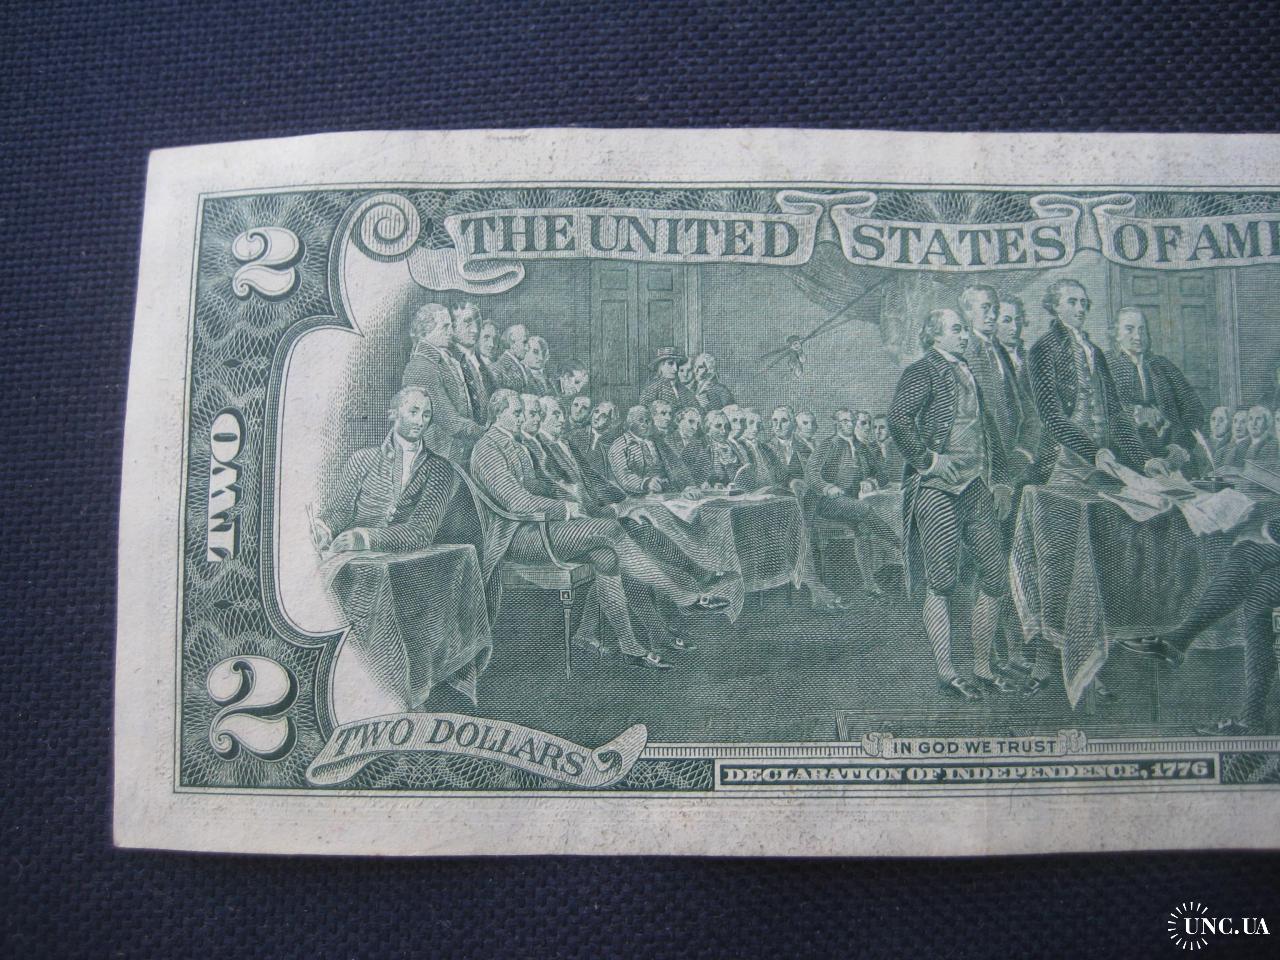 2
THE UNITED STATES OF AME
TWO
2
TWO DOLLARS
IN GOD WE TRUST
DECLARATION OF INDEPENDENCE, 1776
UNC.UA